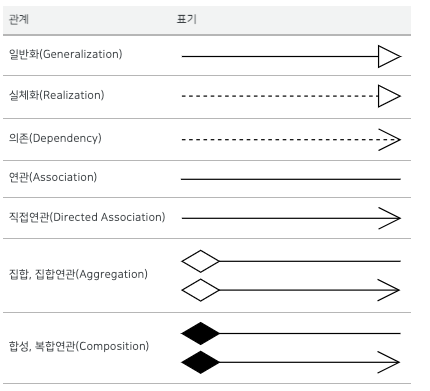 관계 표기
일반화(Generalization)
실체화(Realization)
의존(Dependency)
연관(Association)
직접연관(Directed Association)
집합, 집합연관(Aggregation)
합성, 복합연관(Composition)